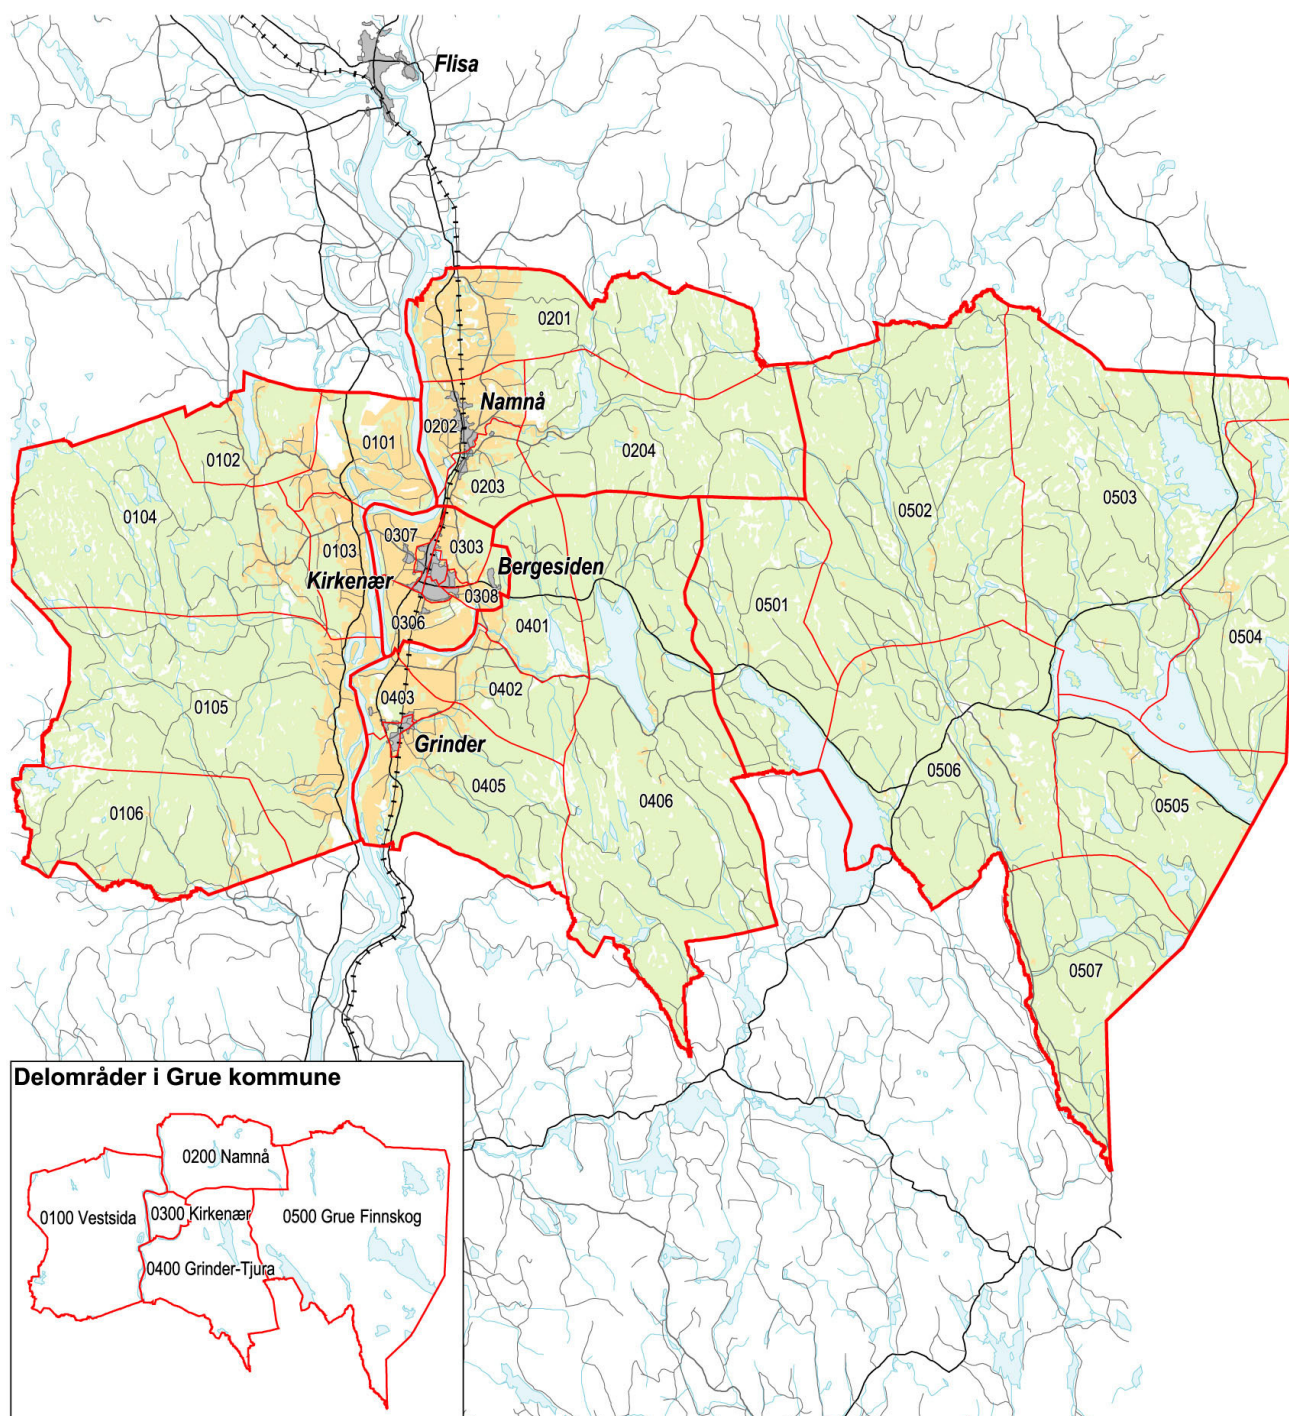 Flisa
0201
Namnå
0202
0101
0204
0102
0203
0503
0104
0502
0307
0303
0103
Bergesiden
Kirkenær
0308
0501
0306
0401
0504
0402
0403
0105
Grinder
0506
0405
0406
0505
0106
0507
Delområder i Grue kommune
0200 Namnå
0100 Vestsida
0300 Kirkenær
0500 Grue Finnskog
0400 Grinder-Tjura